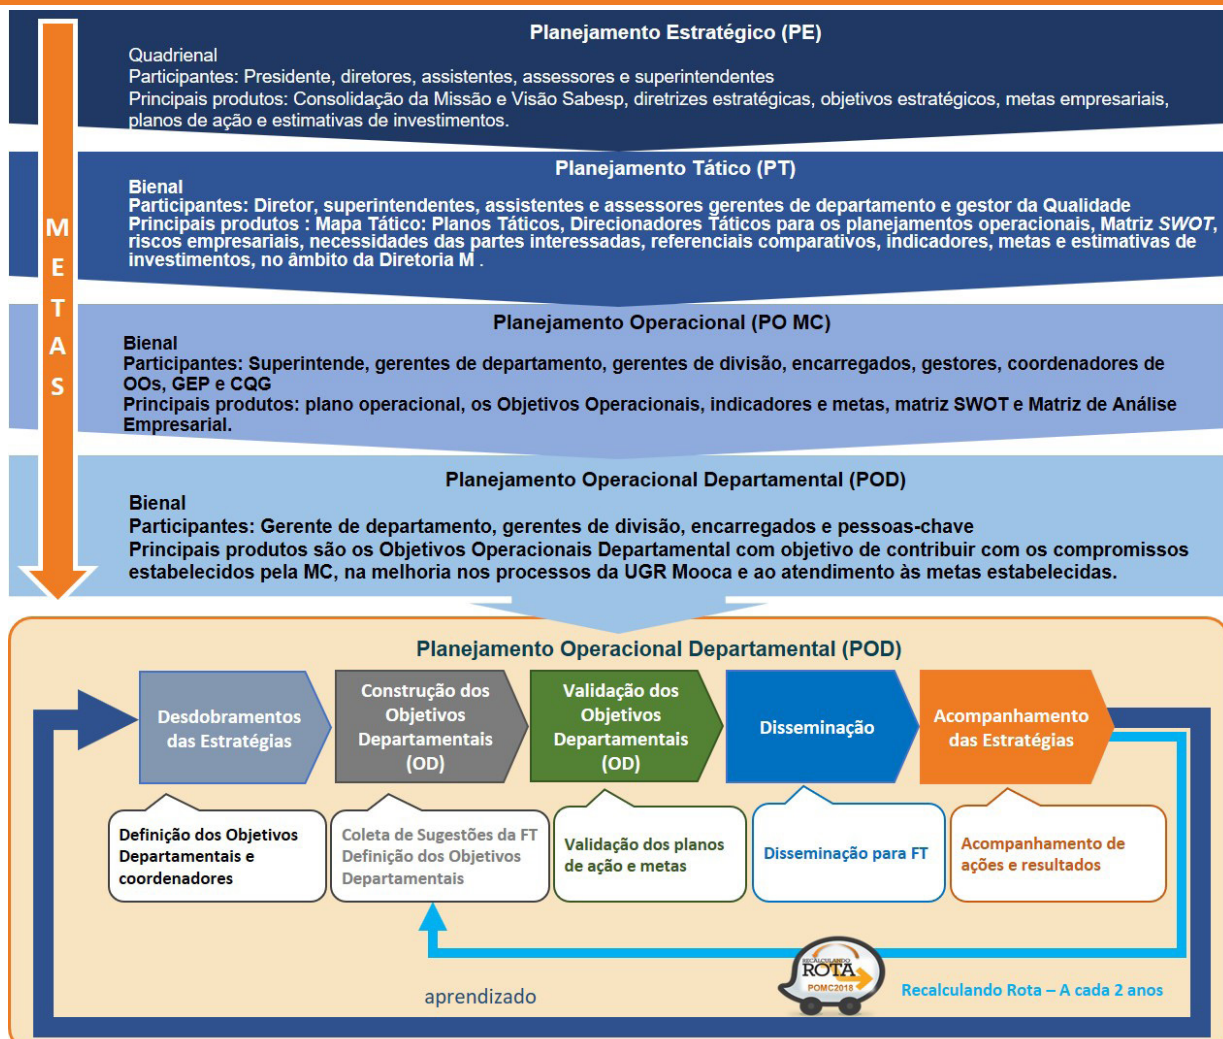 Planejamento Estratégico (PE)
Quadrienal
Participantes: Presidente, diretores, assistentes, assessores e superintendentes
Principais produtos: Consolidação da Missão e Visão Sabesp, diretrizes estratégicas, objetivos estratégicos, metas empresariais,
planos de ação e estimativas de investimentos.
METAS
Planejamento Tático (PT)
Bienal
Participantes: Diretor, superintendentes, assistentes e assessores gerentes de departamento e gestor da Qualidade
Principais produtos : Mapa Tático: Planos Táticos, Direcionadores Táticos para os planejamentos operacionais, Matriz SWOT,
riscos empresariais, necessidades das partes interessadas, referenciais comparativos, indicadores, metas e estimativas de
investimentos, no âmbito da Diretoria M .
Planejamento Operacional (PO MC)
Bienal
Participantes: Superintende, gerentes de departamento, gerentes de divisão, encarregados, gestores, coordenadores de
OOs, GEP e CQG
Principais produtos: plano operacional, os Objetivos Operacionais, indicadores e metas, matriz SWOT e Matriz de Análise
Empresarial.
Planejamento Operacional Departamental (POD)
Bienal
Participantes: Gerente de departamento, gerentes de divisão, encarregados e pessoas-chave
Principais produtos são os Objetivos Operacionais Departamental com objetivo de contribuir com os compromissos
estabelecidos pela MC, na melhoria nos processos da UGR Mooca e ao atendimento às metas estabelecidas.
Planejamento Operacional Departamental (POD)
Desdobramentos
das Estratégias
Construção dos
Objetivos
Departamentais
(OD)
Validação dos
Objetivos
Departamentais
(OD)
Disseminação
Acompanhamento
das Estratégias
Definição dos Objetivos
Departamentais e
coordenadores
Coleta de Sugestões da FT
Definição dos Objetivos
Departamentais
Validação dos planos
de ação e metas
Disseminação para FT
Acompanhamento de
ações e resultados
RECALCULANDO
ROTA
POMC2018
Recalculando Rota – A cada 2 anos
aprendizado